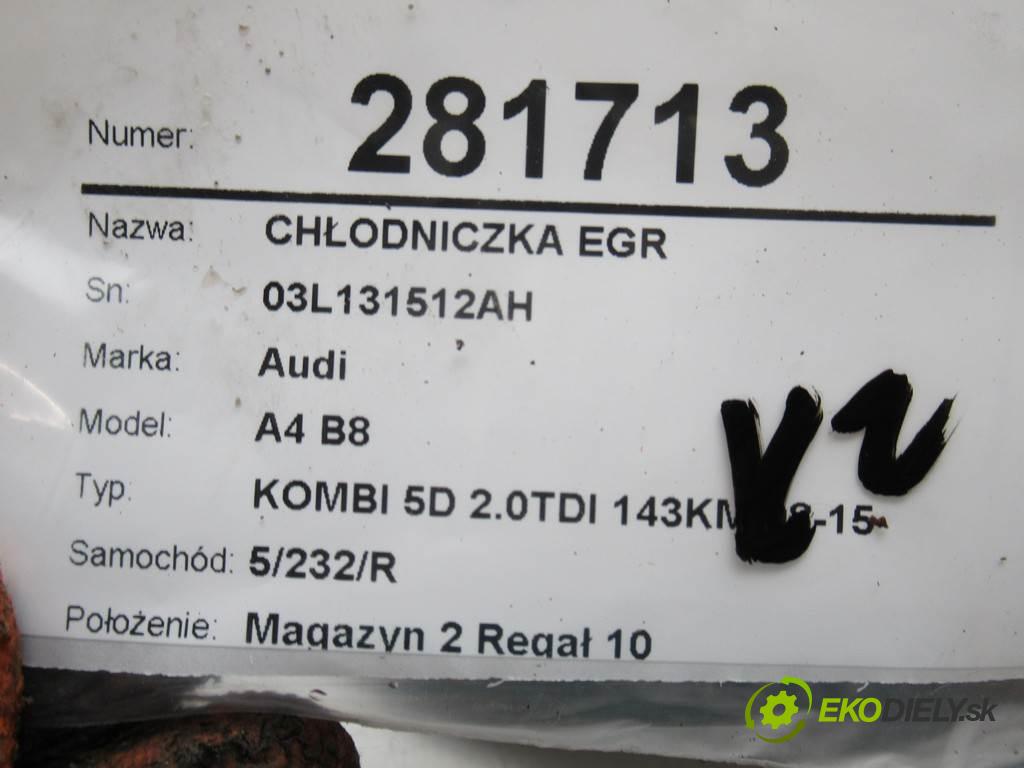 Numer: 281713
Nazwa: CHŁODNICZKA EGR
Sn: 03L131512AH
Marka: Audi
Model: A4 B8
Typ: KOMBI 5D 2.0TDI 143KM -15
Samochód: 5/232/R
Położenie: Magazyn 2 Regał 10
EKODIELY.sk